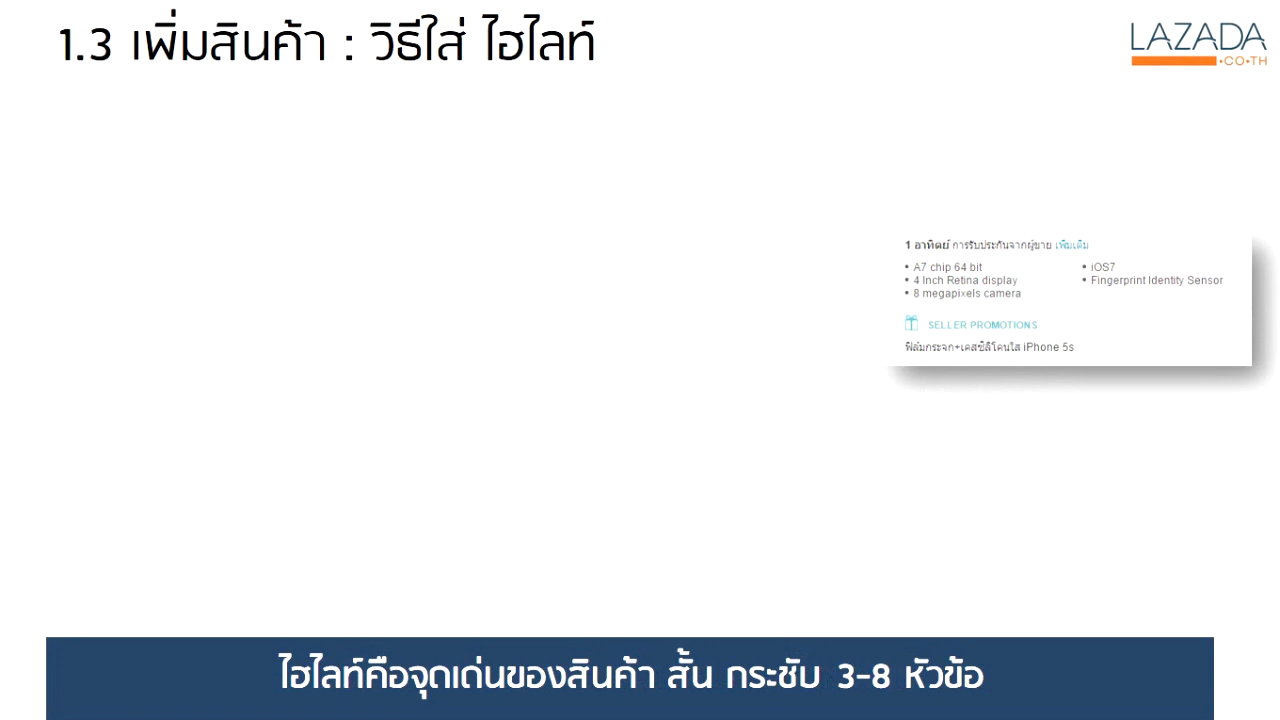 1.3 เพิ่มสินค้า : วิธีใส่ ไฮไลท์
LAZADA
•CO•TH
1 อาทิตย์ การรับประกันจากผู้ขาย เพิ่มเติม
• A7 chip 64 bit
• 4 Inch Retina display
• 8 megapixels camera
• iOS7
• Fingerprint Identity Sensor
SELLER PROMOTIONS
ฟิล์มกระจก+เคสซิลิโคนใส iPhone 5s
ไฮไลท์คือจุดเด่นของสินค้า สั้น กระชับ 3-8 หัวข้อ